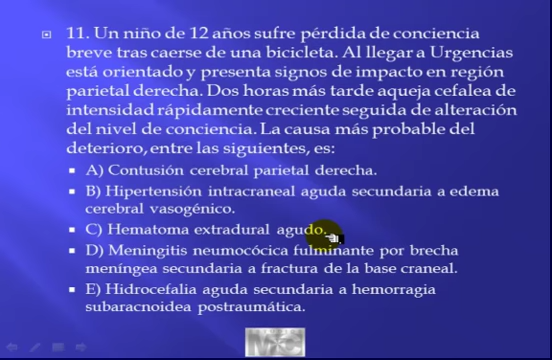 11. Un niño de 12 años sufre pérdida de conciencia
breve tras caerse de una bicicleta. Al llegar a Urgencias
está orientado y presenta signos de impacto en región
parietal derecha. Dos horas más tarde aqueja cefalea de
intensidad rápidamente creciente seguida de alteración
del nivel de conciencia. La causa más probable del
deterioro, entre las siguientes, es:
A) Contusión cerebral parietal derecha.
B) Hipertensión intracraneal aguda secundaria a edema
cerebral vasogénico.
C) Hematoma extradural agudo.
D) Meningitis neumocócica fulminante por brecha
meníngea secundaria a fractura de la base craneal.
E) Hidrocefalia aguda secundaria a hemorragia
subaracnoidea postraumática.